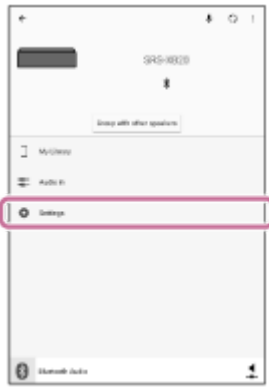 SRS-XB20
Group with other speakers
My Library
Audio in
Settings
Bluetooth Audio